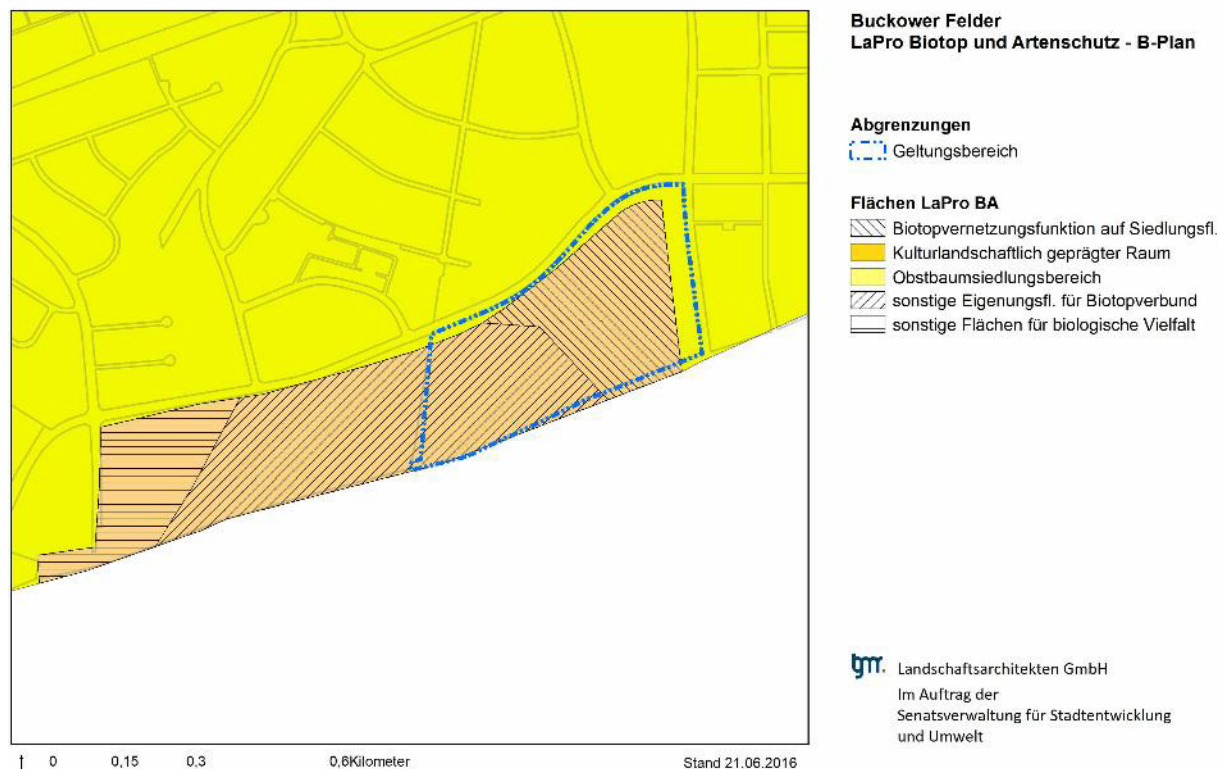 Buckower Felder
LaPro Biotop und Artenschutz - B-Plan
Abgrenzungen
Geltungsbereich
Flächen LaPro BA
Biotopvernetzungsfunktion auf Siedlungsfl.
Kulturlandschaftlich geprägter Raum
Obstbaumsiedlungsbereich
sonstige Eigenungsfl. für Biotopverbund
sonstige Flächen für biologische Vielfalt
tgmr. Landschaftsarchitekten GmbH
Im Auftrag der
Senatsverwaltung für Stadtentwicklung
und Umwelt
0 0,15 0,3 0,6Kilometer
Stand 21.06.2016